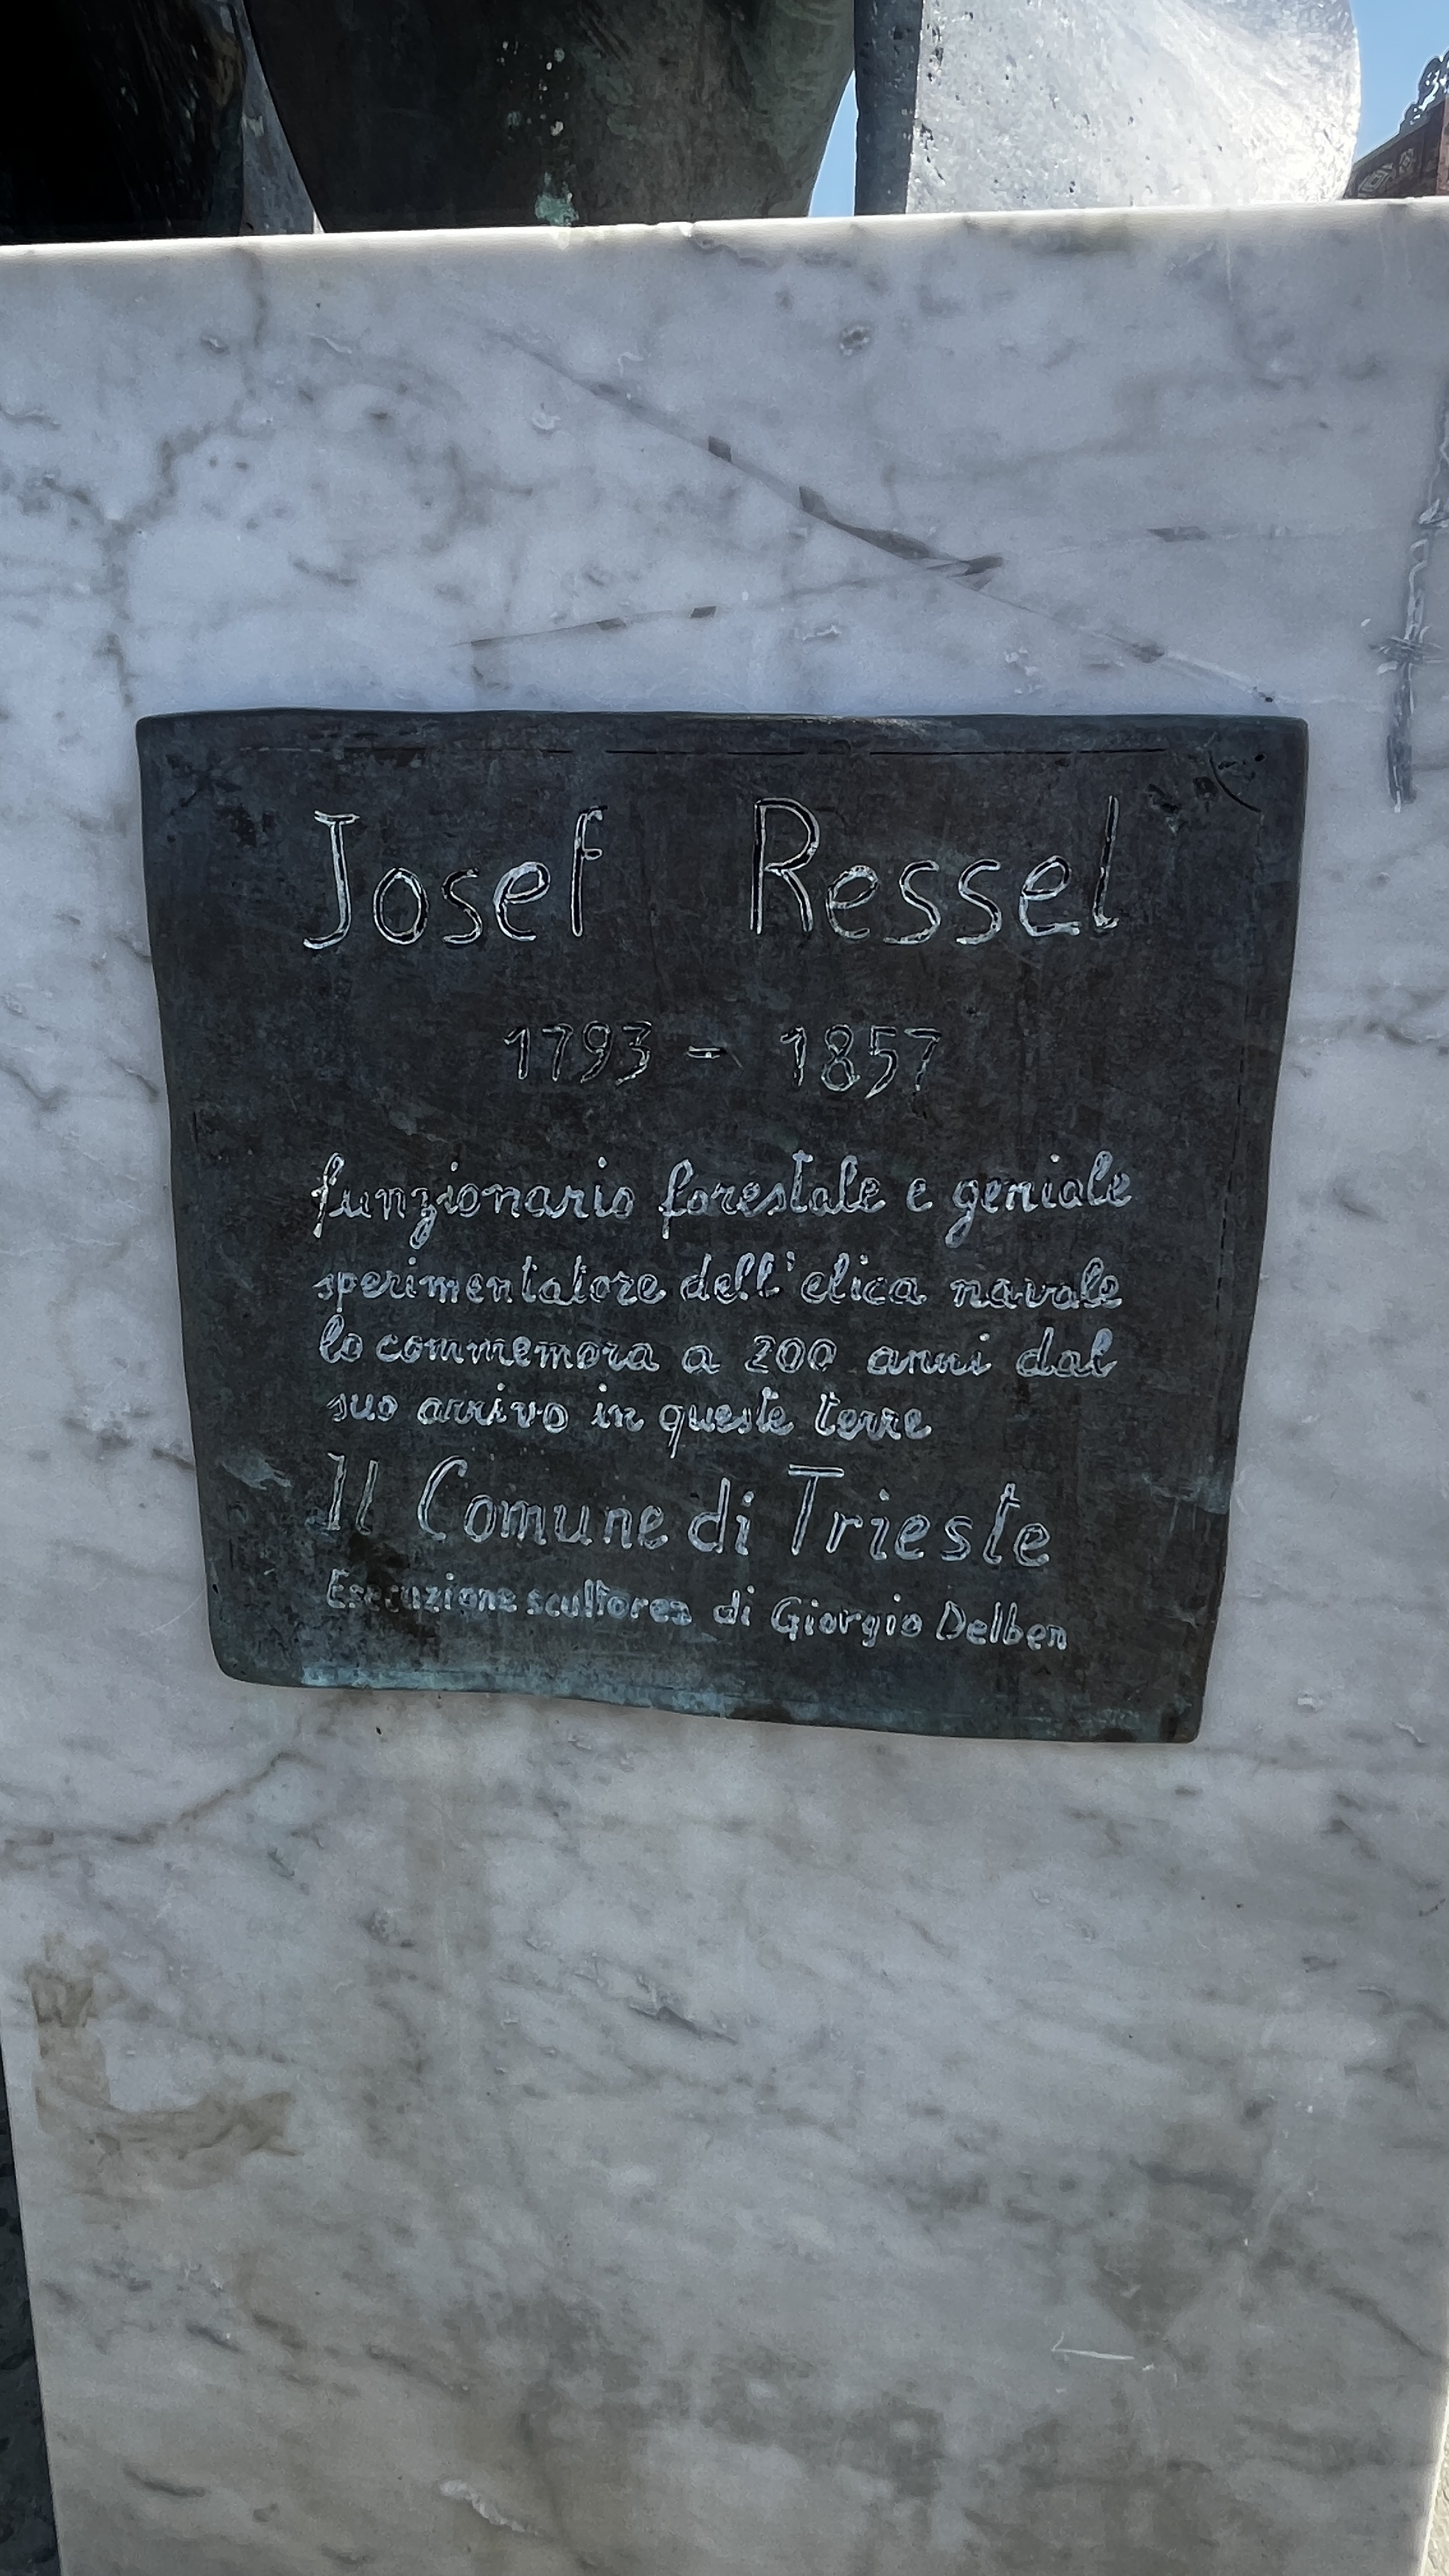 Josef Ressel
1793 - 1857
funzionario forestale e geniale
sperimentatore dell'elica navale
lo commemora a 200 anni dal
suo arrivo in queste terre
Il Comune di Trieste
Esecuzione scultorea di Giorgio Delben